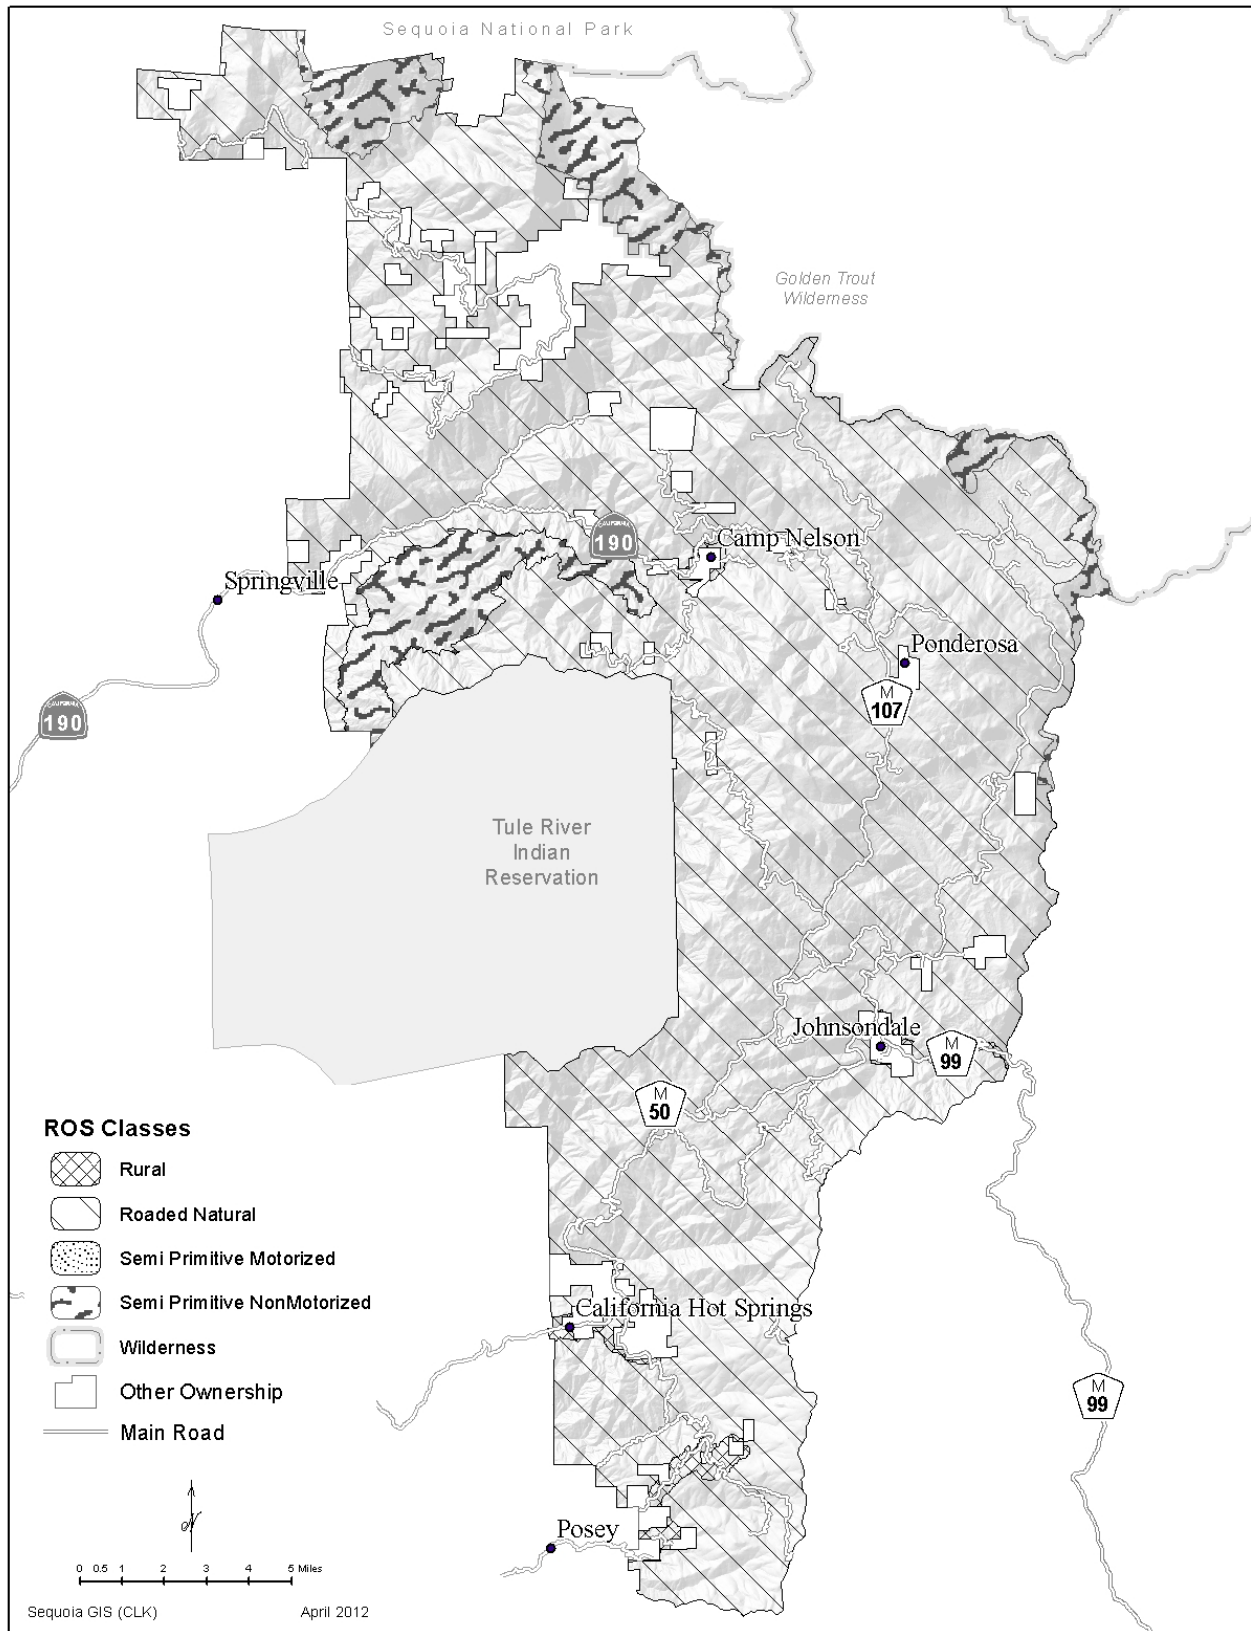 Sequoia National Park
Golden Trout
Wilderness
CALIFORNIA
190
Camp Nelson
Springville
Ponderosa
M
107
CALIFORNIA
190
Tule River
Indian
Reservation
Johnsondale
M
99
M
50
ROS Classes
Rural
Roaded Natural
Semi Primitive Motorized
Semi Primitive NonMotorized
Wilderness
Other Ownership
Main Road
California Hot Springs
M
99
Posey
0 0.5 1 2 3 4 5 Miles
Sequoia GIS (CLK) April 2012